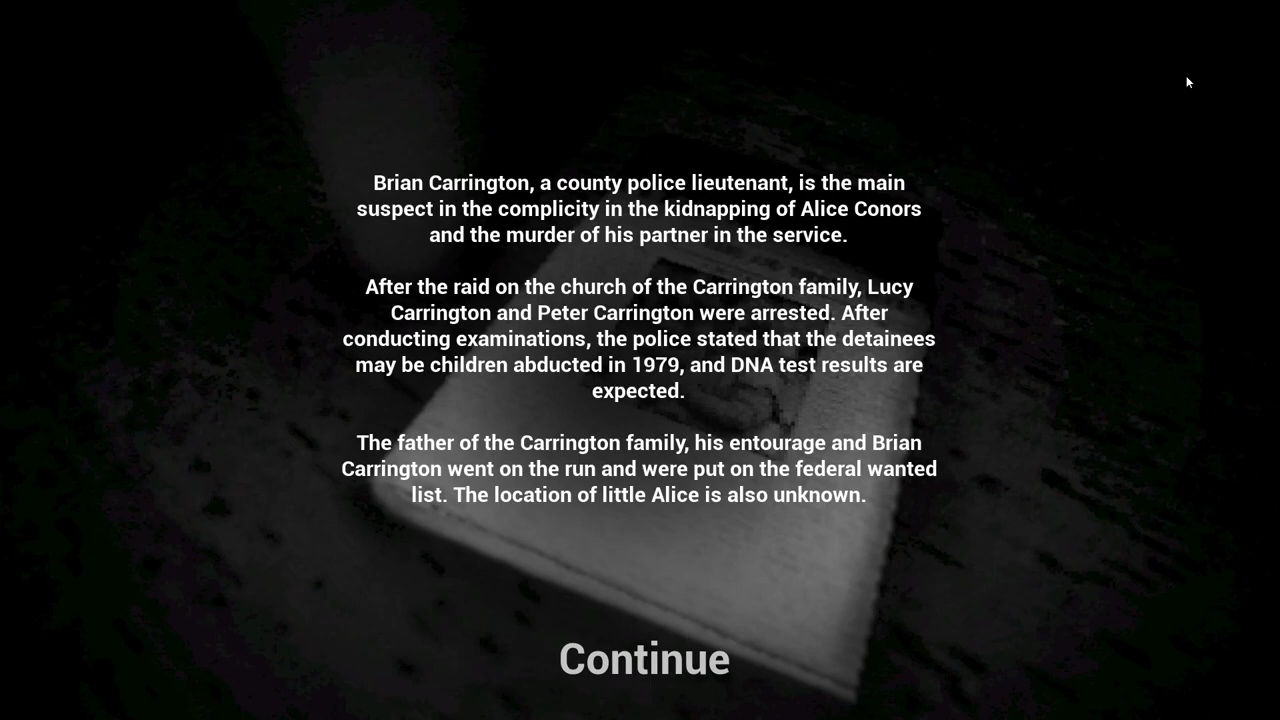 Brian Carrington, a county police lieutenant, is the main
suspect in the complicity in the kidnapping of Alice Conors
and the murder of his partner in the service.
After the raid on the church of the Carrington family, Lucy
Carrington and Peter Carrington were arrested. After
conducting examinations, the police stated that the detainees
may be children abducted in 1979, and DNA test results are
expected.
The father of the Carrington family, his entourage and Brian
Carrington went on the run and were put on the federal wanted
list. The location of little Alice is also unknown.
Continue